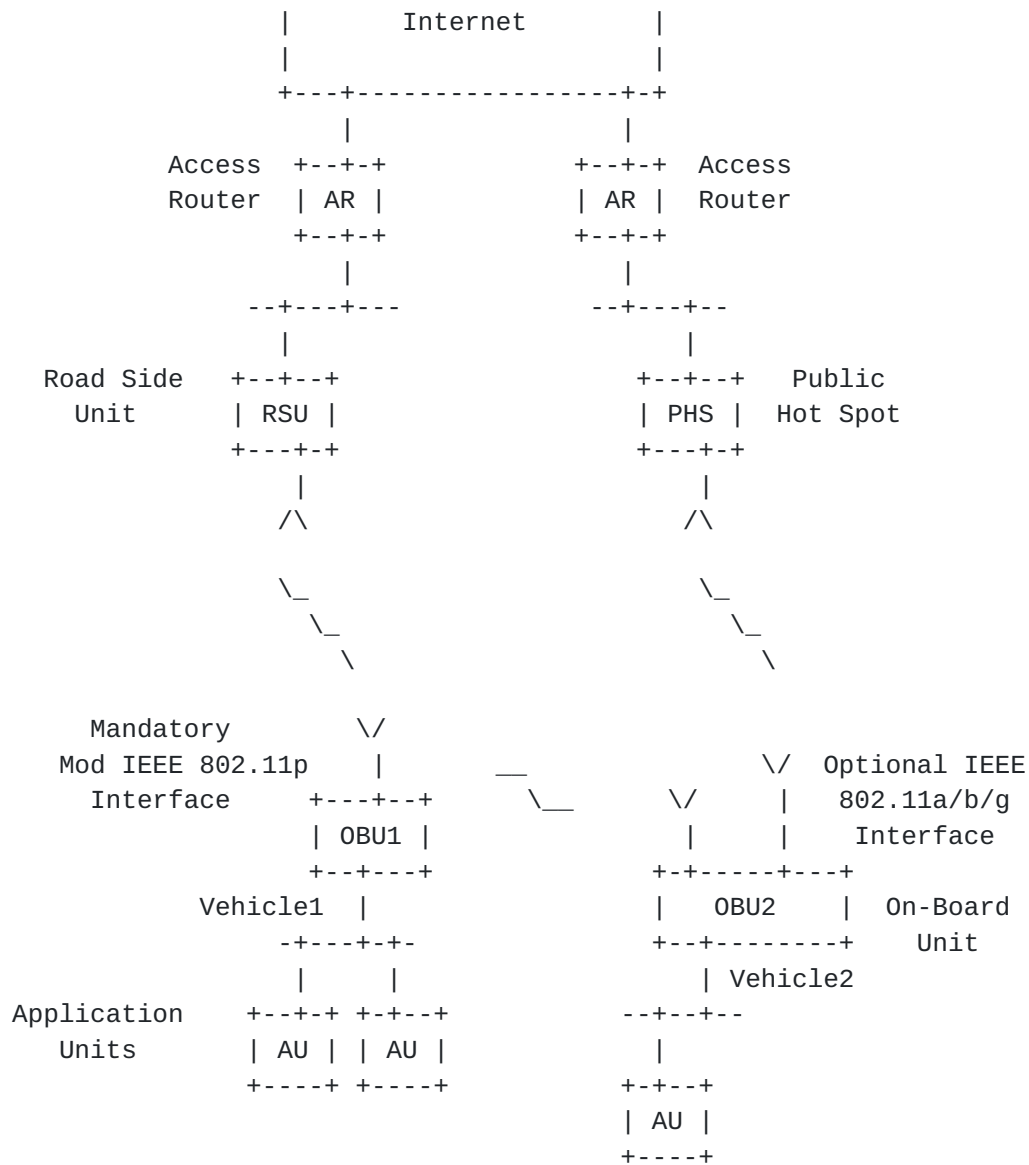 Internet
Access Access
Router AR AR Router
Road Side Public
Unit RSU PHS Hot Spot
Mandatory
Mod IEEE 802.11p Optional IEEE
Interface 802.11a/b/g
OBU1 Interface
Vehicle1 OBU2 On-Board
Unit
Vehicle2
Application
Units AU AU
AU